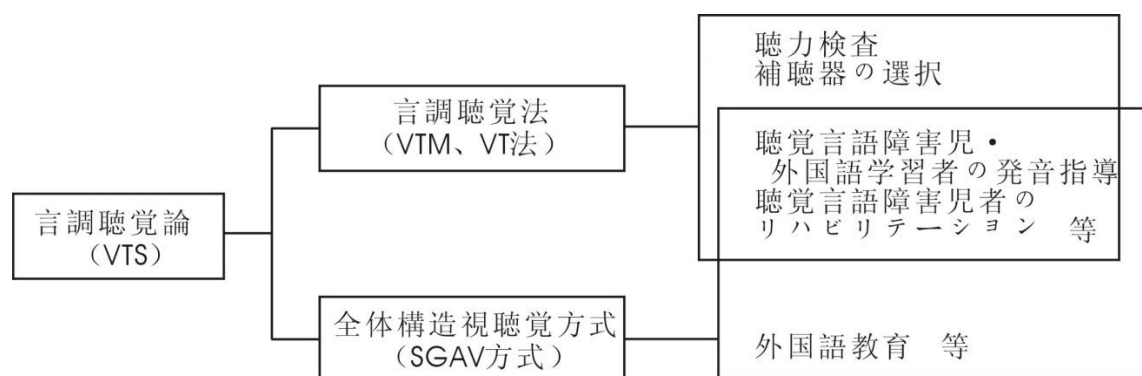 言調聴覚論
(VTS)
言調聴覚法
(VTM、VT法)
聴力検査
補聴器の選択
聴覚言語障害児・
外国語学習者の発音指導
聴覚言語障害児者の
リハビリテーション 等
全体構造視聴覚方式
(SGAV方式)
外国語教育 等